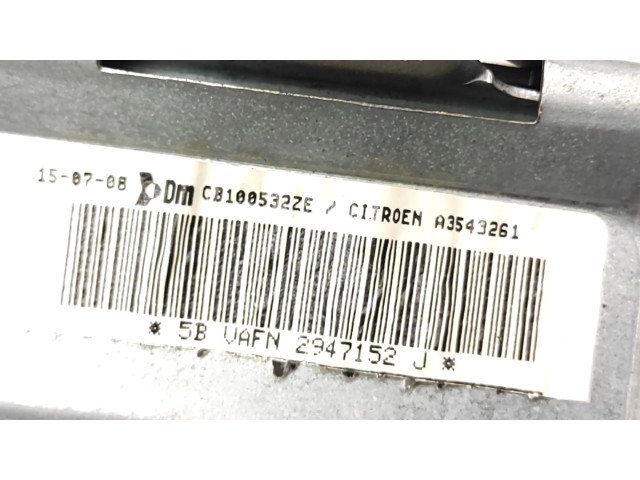 15-07-08 Dm CB100532ZE / CITROEN A3543261
* 5B VAFN 2947152 J *